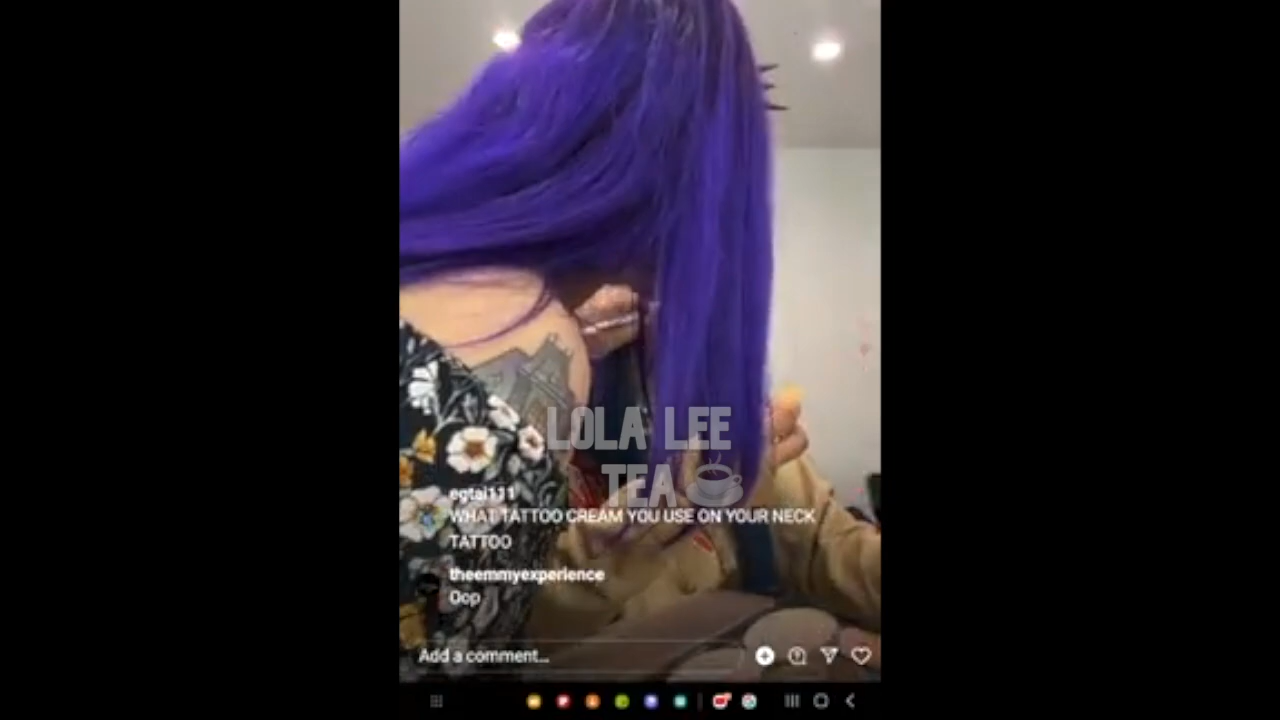 LOLA LEE
TEA
egtai111
WHAT TATTOO CREAM YOU USE ON YOUR NECK
TATTOO
theemmyexperience
Oop
Add a comment...